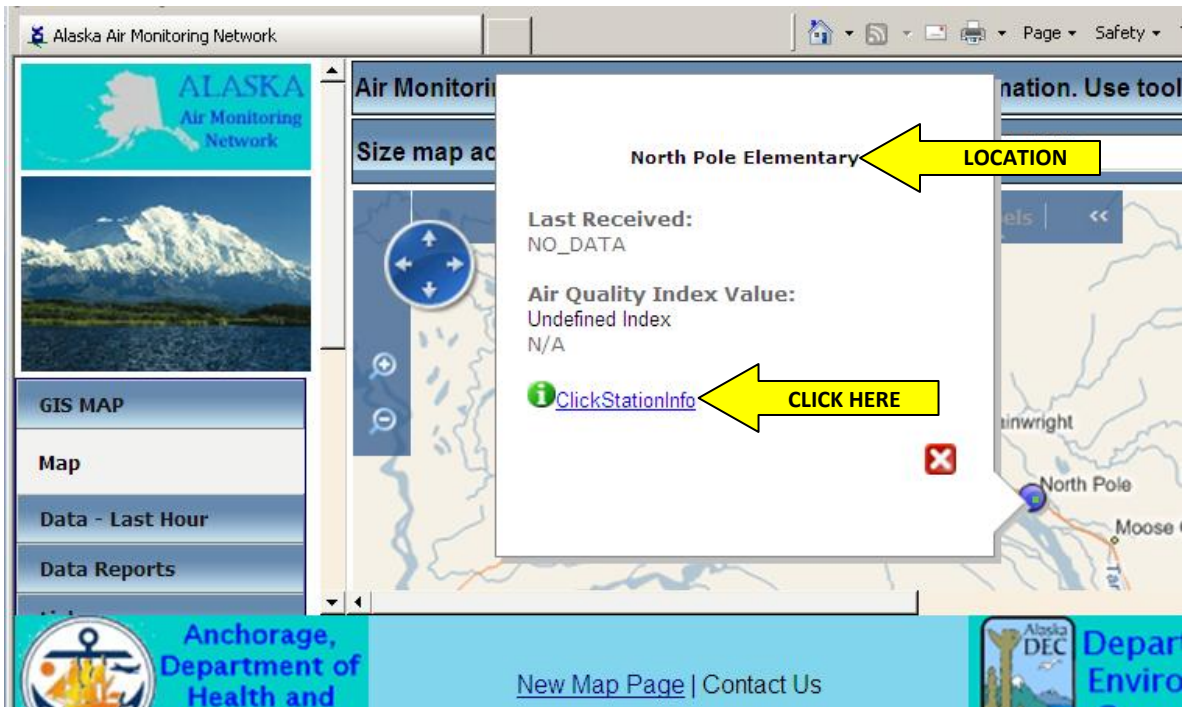 Alaska Air Monitoring Network
Page
Safety
ALASKA
Air Monitoring
Network
Size map ac
nation. Use tool
Air Monitori
North Pole Elementary
LOCATION
Last Received:
NO_DATA
Air Quality Index Value:
Undefined Index
N/A
ClickStationInfo
CLICK HERE
els
<<
ainwright
North Pole
Moose
Tar
GIS MAP
Map
Data - Last Hour
Data Reports
Anchorage,
Department of
Health and
New Map Page | Contact Us
Alaska
DEC
Depart
Enviro